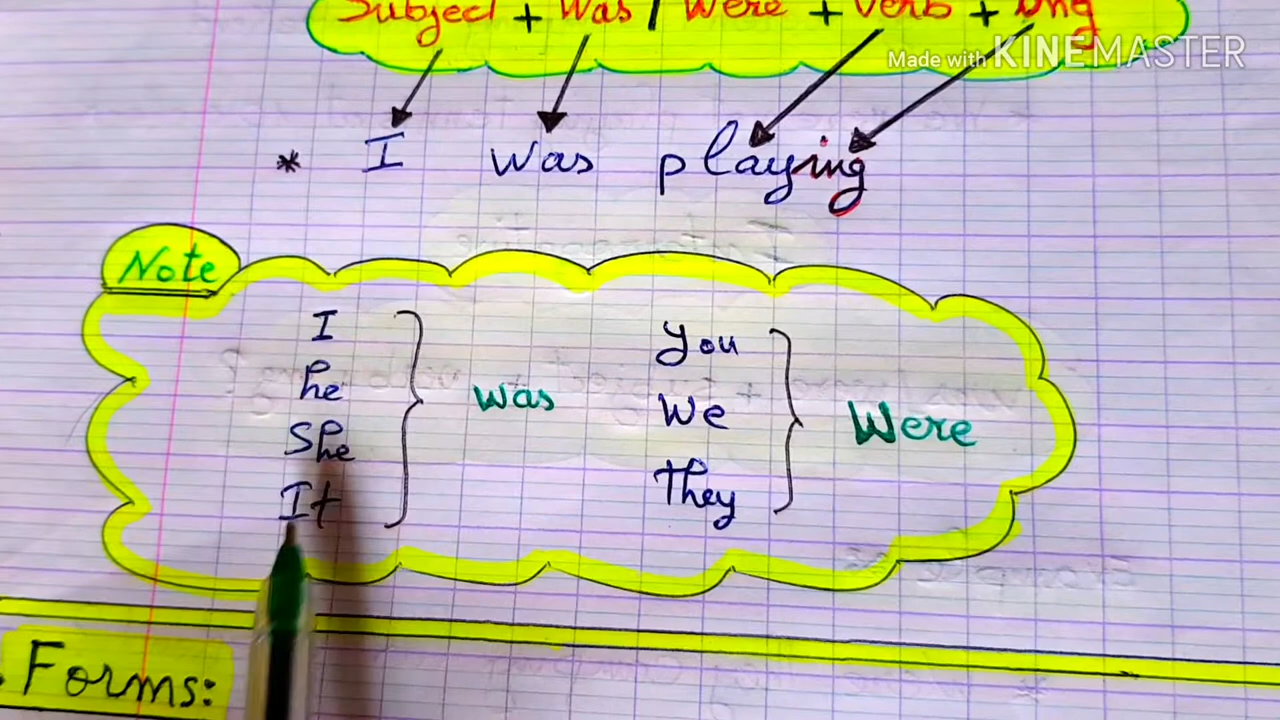 Subject + Was / Were + Verb + ing
Made with KINEMASTER
* I was playing
Note
I
he
She
It
was
You
We
They
Were
Forms: